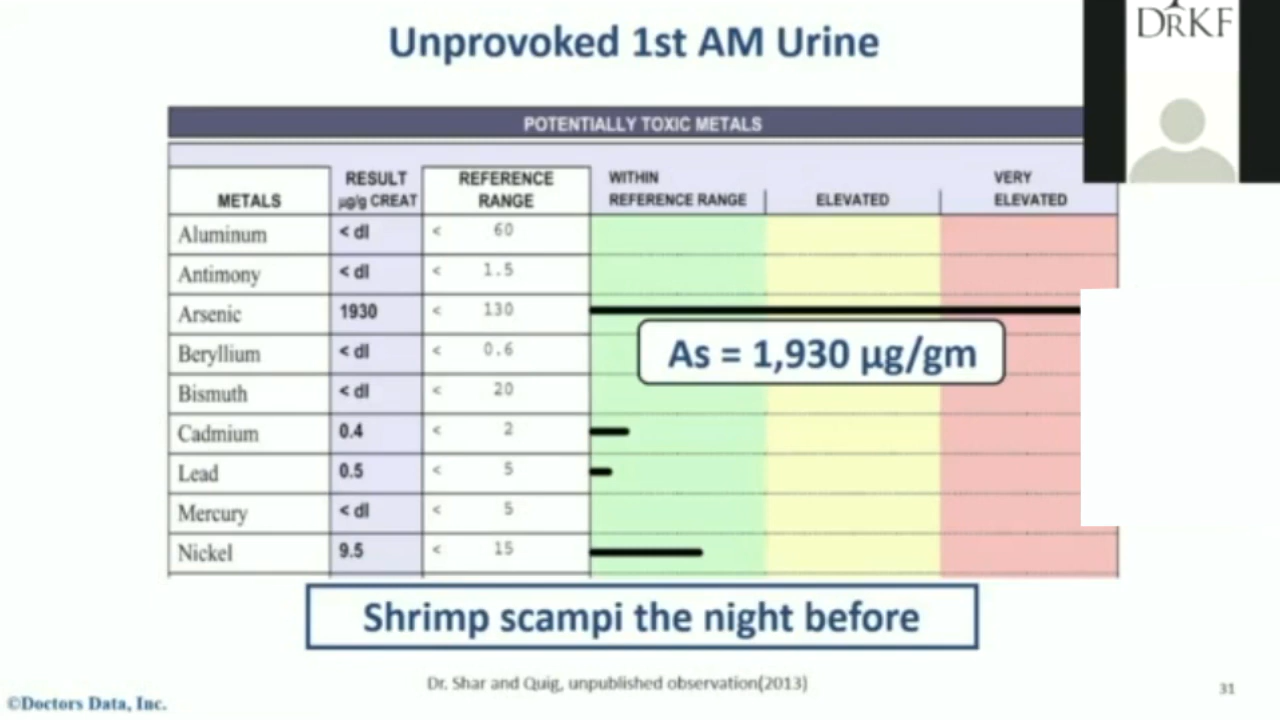 Unprovoked 1st AM Urine
DRKF
POTENTIALLY TOXIC METALS
METALS
RESULT
µg/g CREAT
REFERENCE
RANGE
WITHIN
REFERENCE RANGE
ELEVATED
VERY
ELEVATED
Aluminum < dl < 60
Antimony < dl < 1.5
Arsenic 1930 < 130
As = 1,930 µg/gm
Beryllium < dl < 0.6
Bismuth < dl < 20
Cadmium 0.4 < 2
Lead 0.5 < 5
Mercury < dl < 5
Nickel 9.5 < 15
Shrimp scampi the night before
Dr. Shar and Quig, unpublished observation(2013)
31
©Doctors Data, Inc.